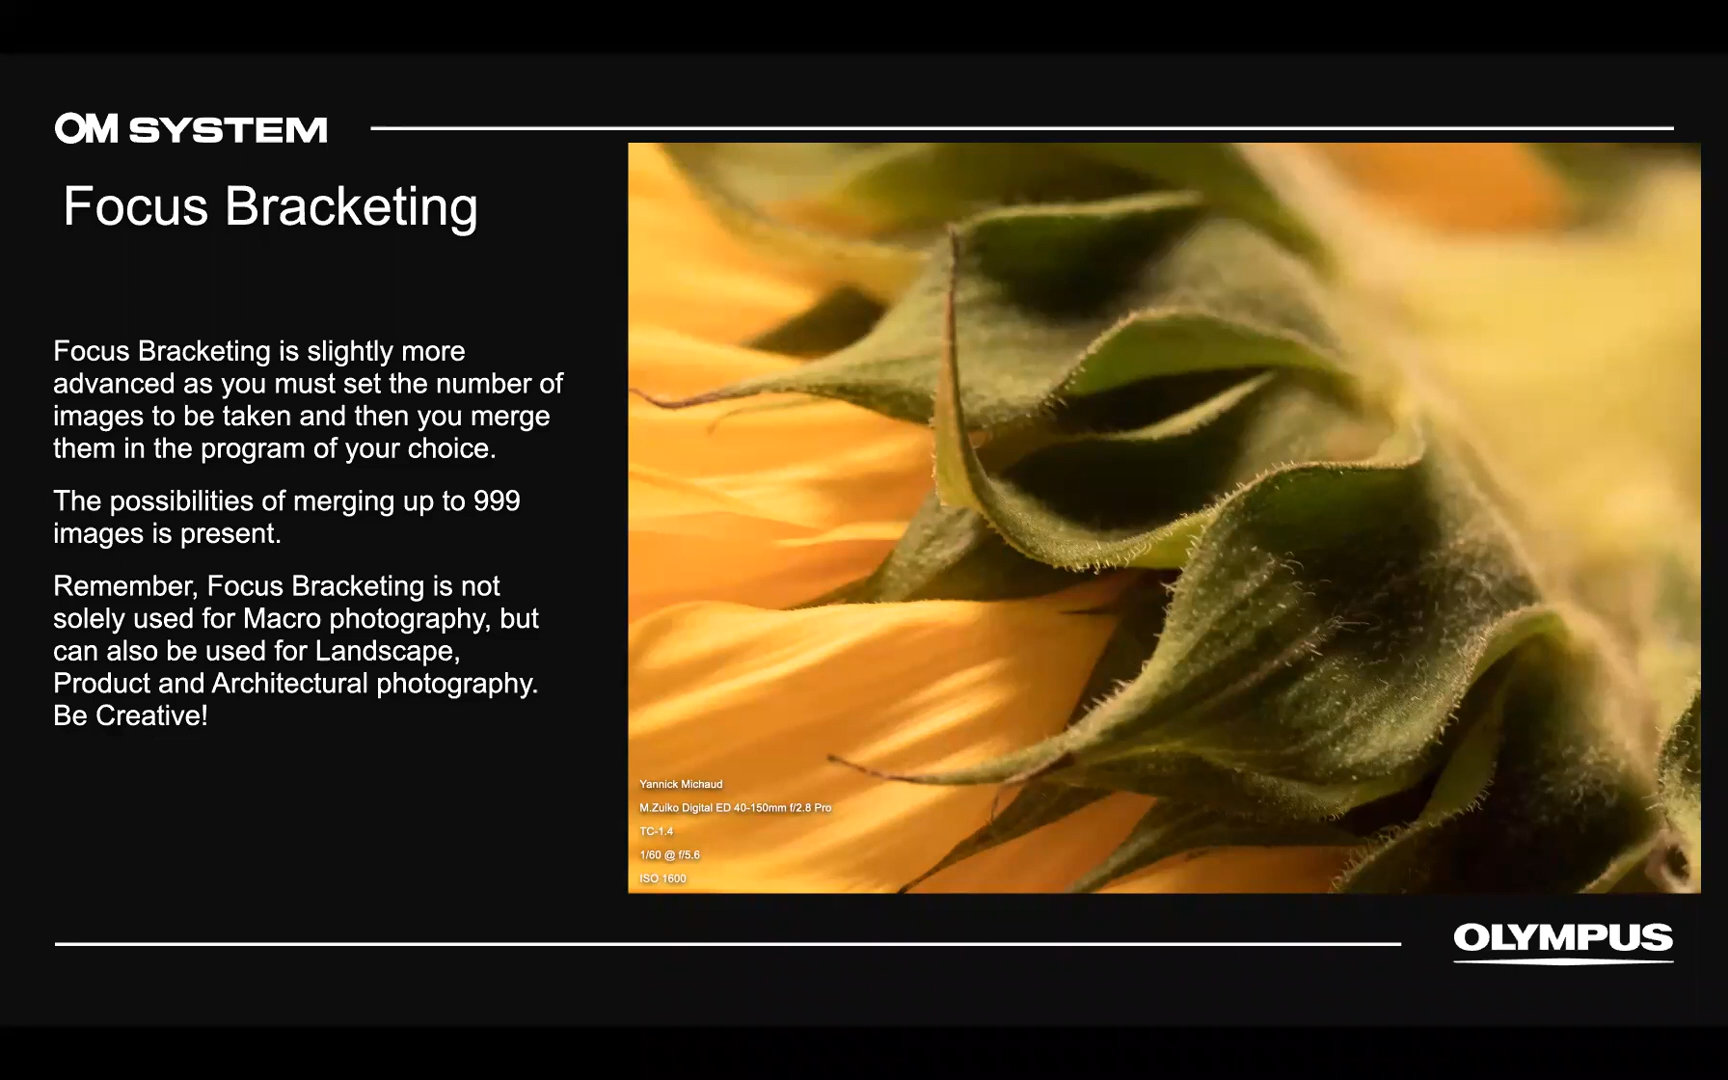 OM SYSTEM
Focus Bracketing
Focus Bracketing is slightly more
advanced as you must set the number of
images to be taken and then you merge
them in the program of your choice.
The possibilities of merging up to 999
images is present.
Remember, Focus Bracketing is not
solely used for Macro photography, but
can also be used for Landscape,
Product and Architectural photography.
Be Creative!
Yannick Michaud
M.Zuiko Digital ED 40-150mm f/2.8 Pro
TC-1.4
1/60 @ f/5.6
ISO 1600
OLYMPUS